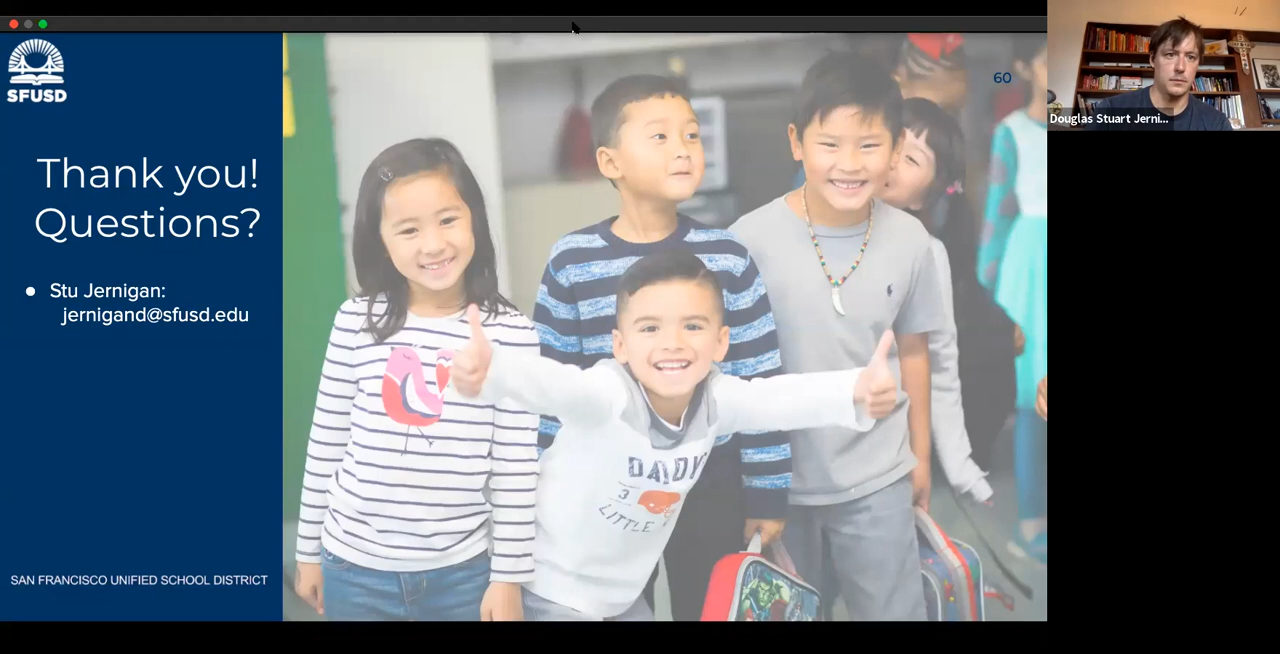 SFUSD
Thank you!
Questions?
● Stu Jernigan:
jernigand@sfusd.edu
SAN FRANCISCO UNIFIED SCHOOL DISTRICT
60
DADDY
3
LITTLE
Douglas Stuart Jerni...